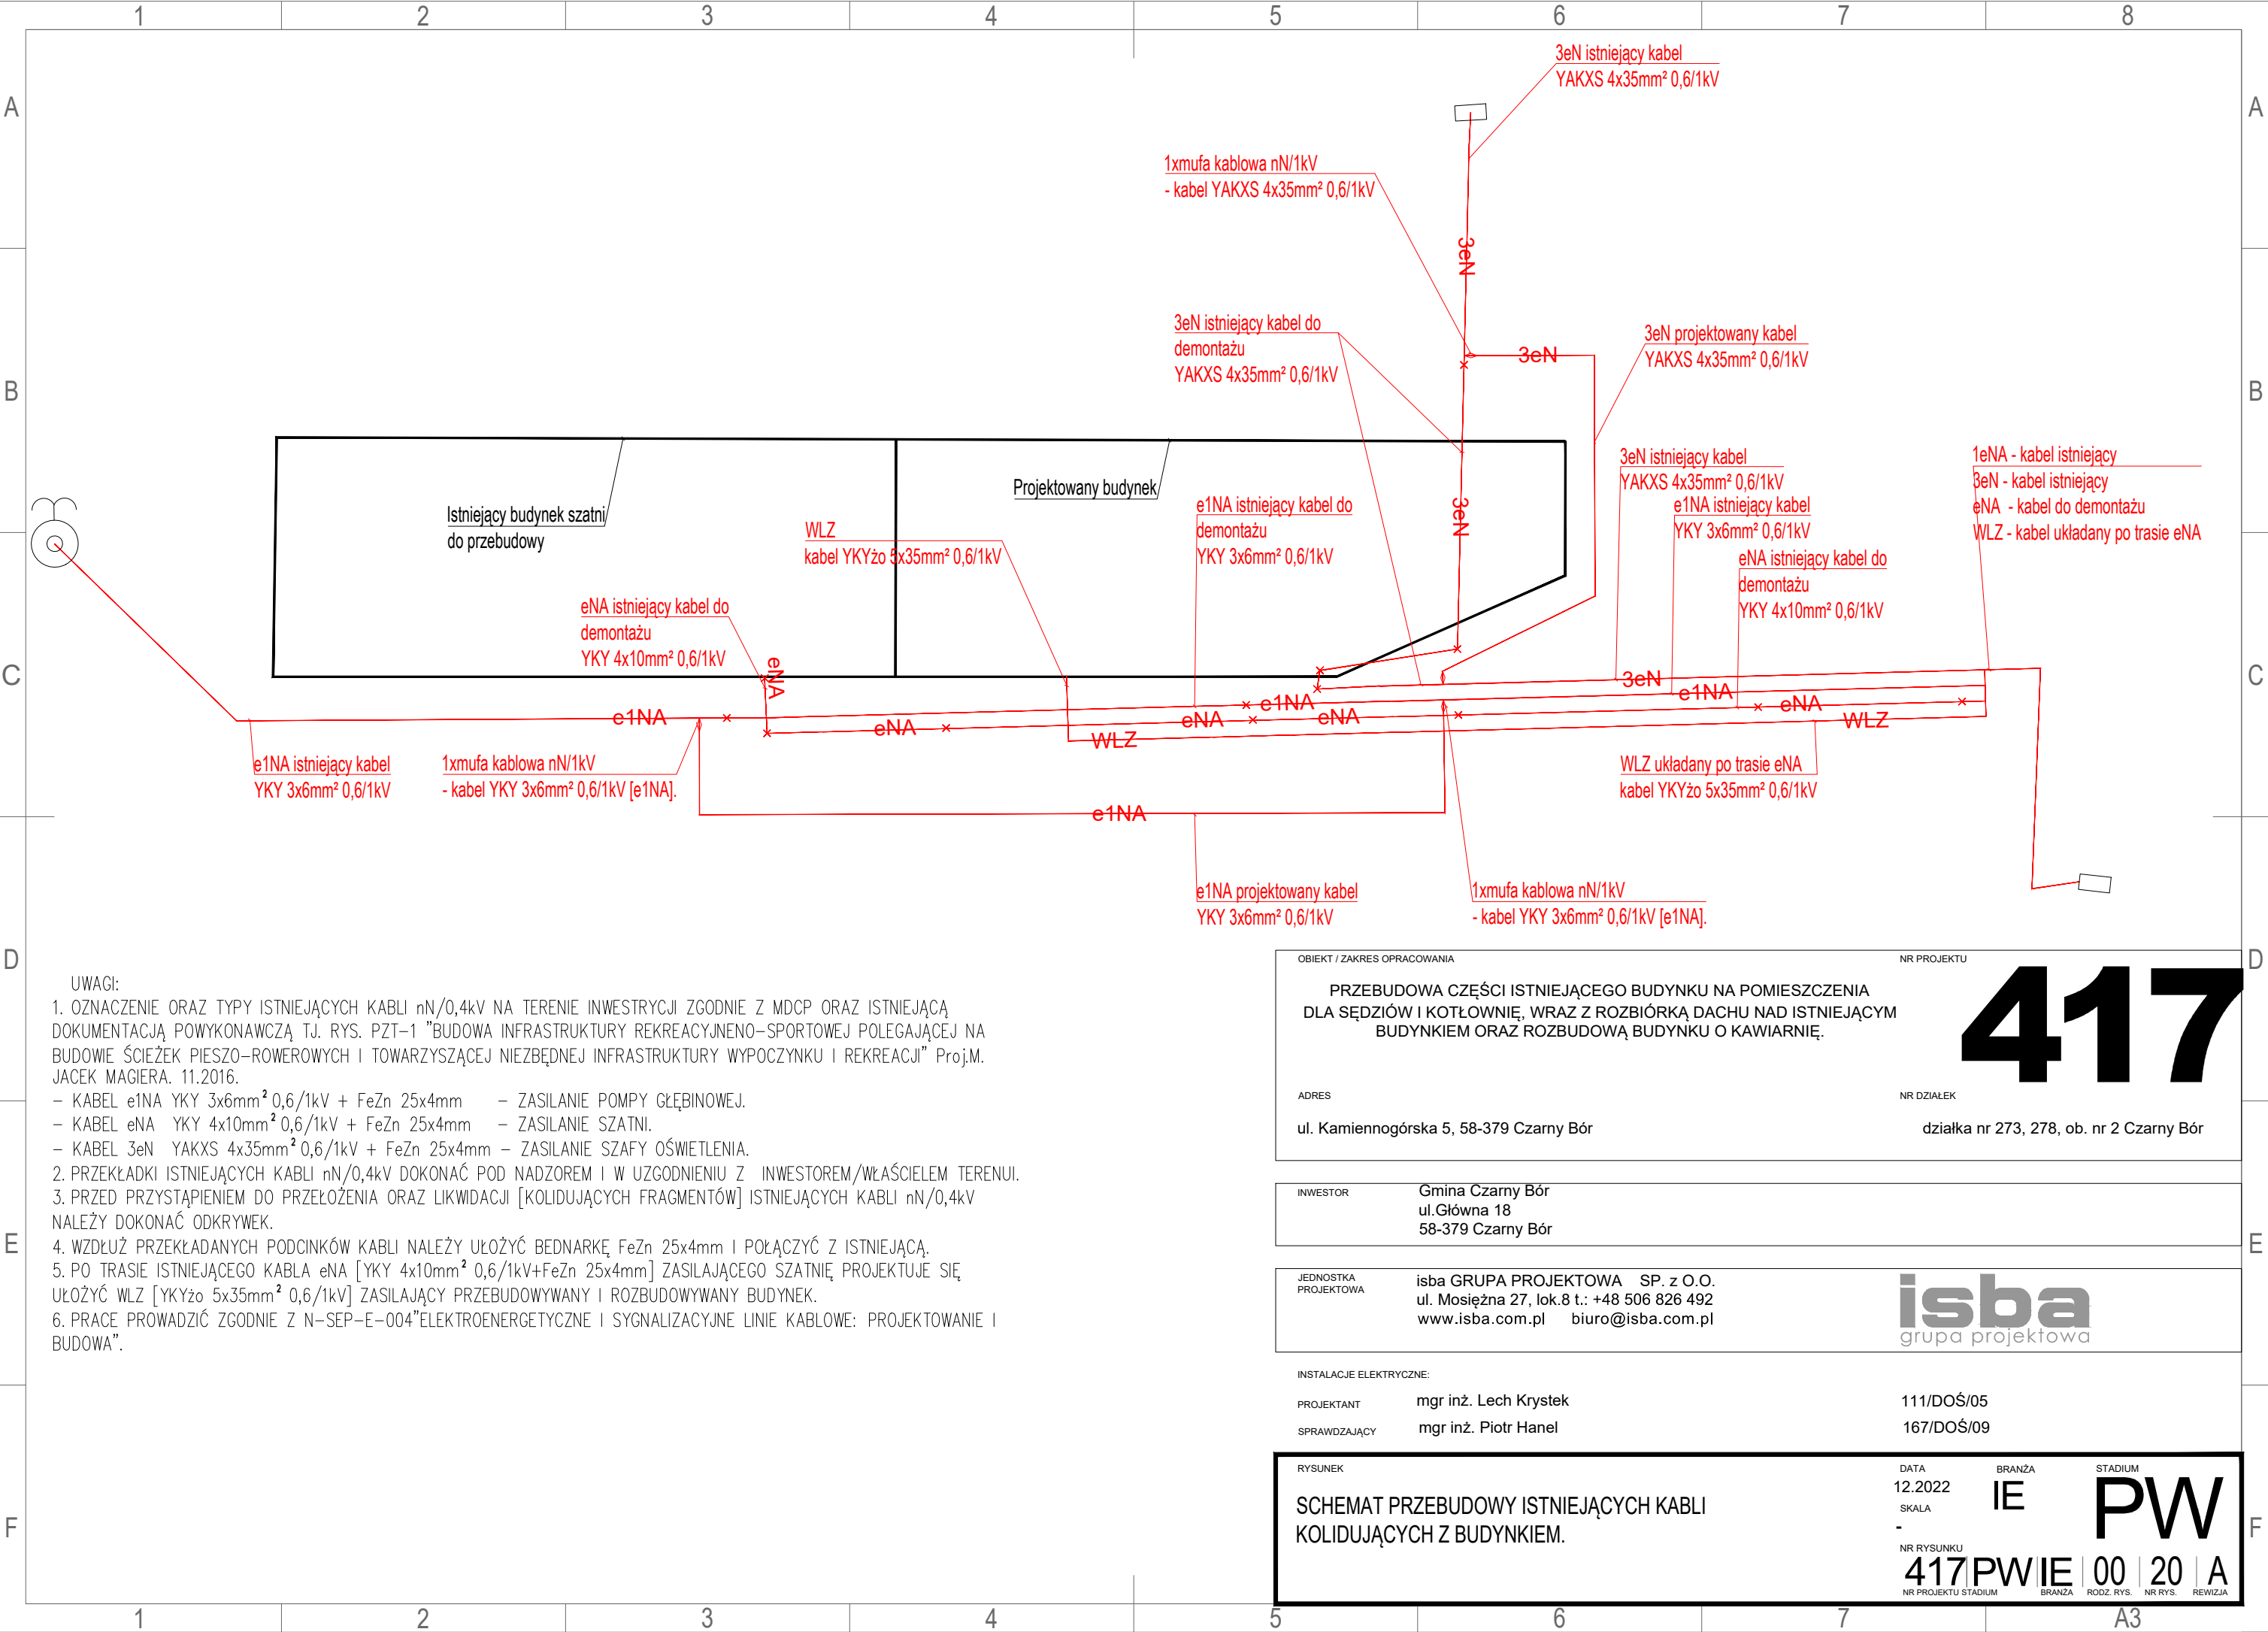 1 2 3 4 5 6 7 8
A A
B B
C C
D D
E E
F F
3eN istniejący kabel
YAKXS 4x35mm² 0,6/1kV
1xmufa kablowa nN/1kV
- kabel YAKXS 4x35mm² 0,6/1kV
3eN
3eN istniejący kabel do
demontażu
YAKXS 4x35mm² 0,6/1kV
3eN
3eN projektowany kabel
YAKXS 4x35mm² 0,6/1kV
Istniejący budynek szatni
do przebudowy
Projektowany budynek
WLZ
kabel YKYżo 5x35mm² 0,6/1kV
e1NA istniejący kabel do
demontażu
YKY 3x6mm² 0,6/1kV
3eN
3eN istniejący kabel
YAKXS 4x35mm² 0,6/1kV
e1NA istniejący kabel
YKY 3x6mm² 0,6/1kV
eNA istniejący kabel do
demontażu
YKY 4x10mm² 0,6/1kV
1eNA - kabel istniejący
3eN - kabel istniejący
eNA - kabel do demontażu
WLZ - kabel układany po trasie eNA
eNA istniejący kabel do
demontażu
YKY 4x10mm² 0,6/1kV
eNA
e1NA
eNA
WLZ
eNA
e1NA
eNA
3eN
e1NA
eNA
WLZ
e1NA istniejący kabel
YKY 3x6mm² 0,6/1kV
1xmufa kablowa nN/1kV
- kabel YKY 3x6mm² 0,6/1kV [e1NA].
e1NA
WLZ układany po trasie eNA
kabel YKYżo 5x35mm² 0,6/1kV
e1NA projektowany kabel
YKY 3x6mm² 0,6/1kV
1xmufa kablowa nN/1kV
- kabel YKY 3x6mm² 0,6/1kV [e1NA].
UWAGI:
1. OZNACZENIE ORAZ TYPY ISTNIEJĄCYCH KABLI nN/0,4kV NA TERENIE INWESTRYCJI ZGODNIE Z MDCP ORAZ ISTNIEJĄCĄ
DOKUMENTACJĄ POWYKONAWCZĄ TJ. RYS. PZT-1 "BUDOWA INFRASTRUKTURY REKREACYJNENO-SPORTOWEJ POLEGAJĄCEJ NA
BUDOWIE ŚCIEŻEK PIESZO-ROWEROWYCH I TOWARZYSZĄCEJ NIEZBĘDNEJ INFRASTRUKTURY WYPOCZYNKU I REKREACJI" Proj.M.
JACEK MAGIERA. 11.2016.
- KABEL e1NA YKY 3x6mm² 0,6/1kV + FeZn 25x4mm - ZASILANIE POMPY GŁĘBINOWEJ.
- KABEL eNA YKY 4x10mm² 0,6/1kV + FeZn 25x4mm - ZASILANIE SZATNI.
- KABEL 3eN YAKXS 4x35mm² 0,6/1kV + FeZn 25x4mm - ZASILANIE SZAFY OŚWIETLENIA.
2. PRZEKŁADKI ISTNIEJĄCYCH KABLI nN/0,4kV DOKONAĆ POD NADZOREM I W UZGODNIENIU Z INWESTOREM/WŁAŚCIELEM TERENUI.
3. PRZED PRZYSTĄPIENIEM DO PRZEŁOŻENIA ORAZ LIKWIDACJI [KOLIDUJĄCYCH FRAGMENTÓW] ISTNIEJĄCYCH KABLI nN/0,4kV
NALEŻY DOKONAĆ ODKRYWEK.
4. WZDŁUŻ PRZEKŁADANYCH PODCINKÓW KABLI NALEŻY UŁOŻYĆ BEDNARKĘ FeZn 25x4mm I POŁĄCZYĆ Z ISTNIEJĄCĄ.
5. PO TRASIE ISTNIEJĄCEGO KABLA eNA [YKY 4x10mm² 0,6/1kV+FeZn 25x4mm] ZASILAJĄCEGO SZATNIĘ PROJEKTUJE SIĘ
UŁOŻYĆ WLZ [YKYżo 5x35mm² 0,6/1kV] ZASILAJĄCY PRZEBUDOWYWANY I ROZBUDOWYWANY BUDYNEK.
6. PRACE PROWADZIĆ ZGODNIE Z N-SEP-E-004"ELEKTROENERGETYCZNE I SYGNALIZACYJNE LINIE KABLOWE: PROJEKTOWANIE I
BUDOWA".
OBIEKT / ZAKRES OPRACOWANIA
NR PROJEKTU
417
PRZEBUDOWA CZĘŚCI ISTNIEJĄCEGO BUDYNKU NA POMIESZCZENIA
DLA SĘDZIÓW I KOTŁOWNIĘ, WRAZ Z ROZBIÓRKĄ DACHU NAD ISTNIEJĄCYM
BUDYNKIEM ORAZ ROZBUDOWĄ BUDYNKU O KAWIARNIĘ.
ADRES
NR DZIAŁEK
ul. Kamiennogórska 5, 58-379 Czarny Bór
działka nr 273, 278, ob. nr 2 Czarny Bór
INWESTOR
Gmina Czarny Bór
ul.Główna 18
58-379 Czarny Bór
JEDNOSTKA
PROJEKTOWA
isba GRUPA PROJEKTOWA SP. z O.O.
ul. Mosiężna 27, lok.8 t.: +48 506 826 492
www.isba.com.pl biuro@isba.com.pl
isba
grupa projektowa
INSTALACJE ELEKTRYCZNE:
PROJEKTANT mgr inż. Lech Krystek 111/DOŚ/05
SPRAWDZAJĄCY mgr inż. Piotr Hanel 167/DOŚ/09
RYSUNEK
SCHEMAT PRZEBUDOWY ISTNIEJĄCYCH KABLI
KOLIDUJĄCYCH Z BUDYNKIEM.
DATA BRANŻA STADIUM
12.2022 IE PW
SKALA
-
NR RYSUNKU
417 PW IE 00 20 A
NR PROJEKTU STADIUM BRANŻA RODZ. RYS. NR RYS. REWIZJA
1 2 3 4 5 6 7 A3